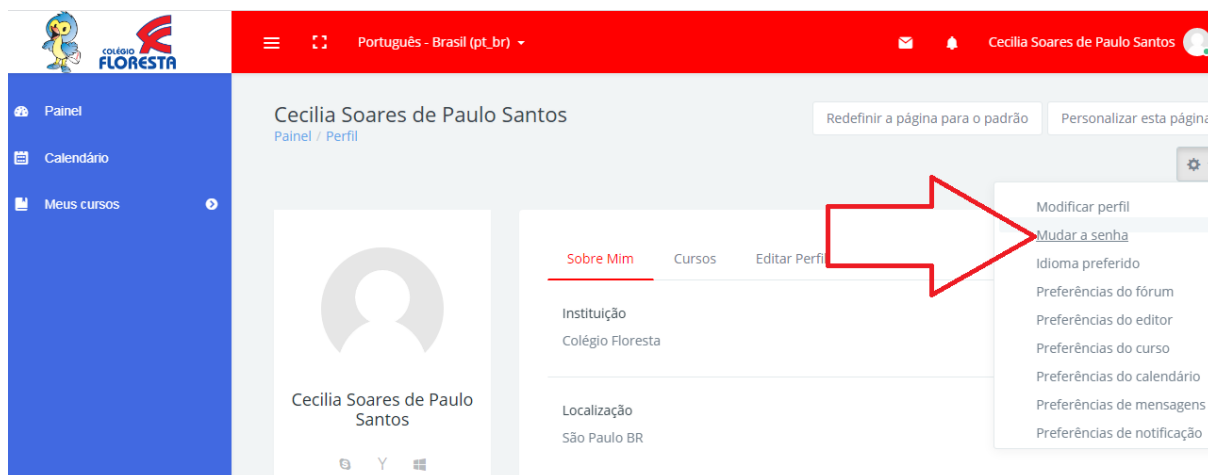 COLÉGIO
FLORESTA
Português - Brasil (pt_br)
Cecilia Soares de Paulo Santos
Painel
Calendário
Meus cursos
Cecilia Soares de Paulo Santos
Painel / Perfil
Redefinir a página para o padrão
Personalizar esta página
Modificar perfil
Mudar a senha
Idioma preferido
Preferências do fórum
Preferências do editor
Preferências do curso
Preferências do calendário
Preferências de mensagens
Preferências de notificação
Sobre Mim
Cursos
Editar Perfil
Instituição
Colégio Floresta
Localização
São Paulo BR
Cecilia Soares de Paulo
Santos